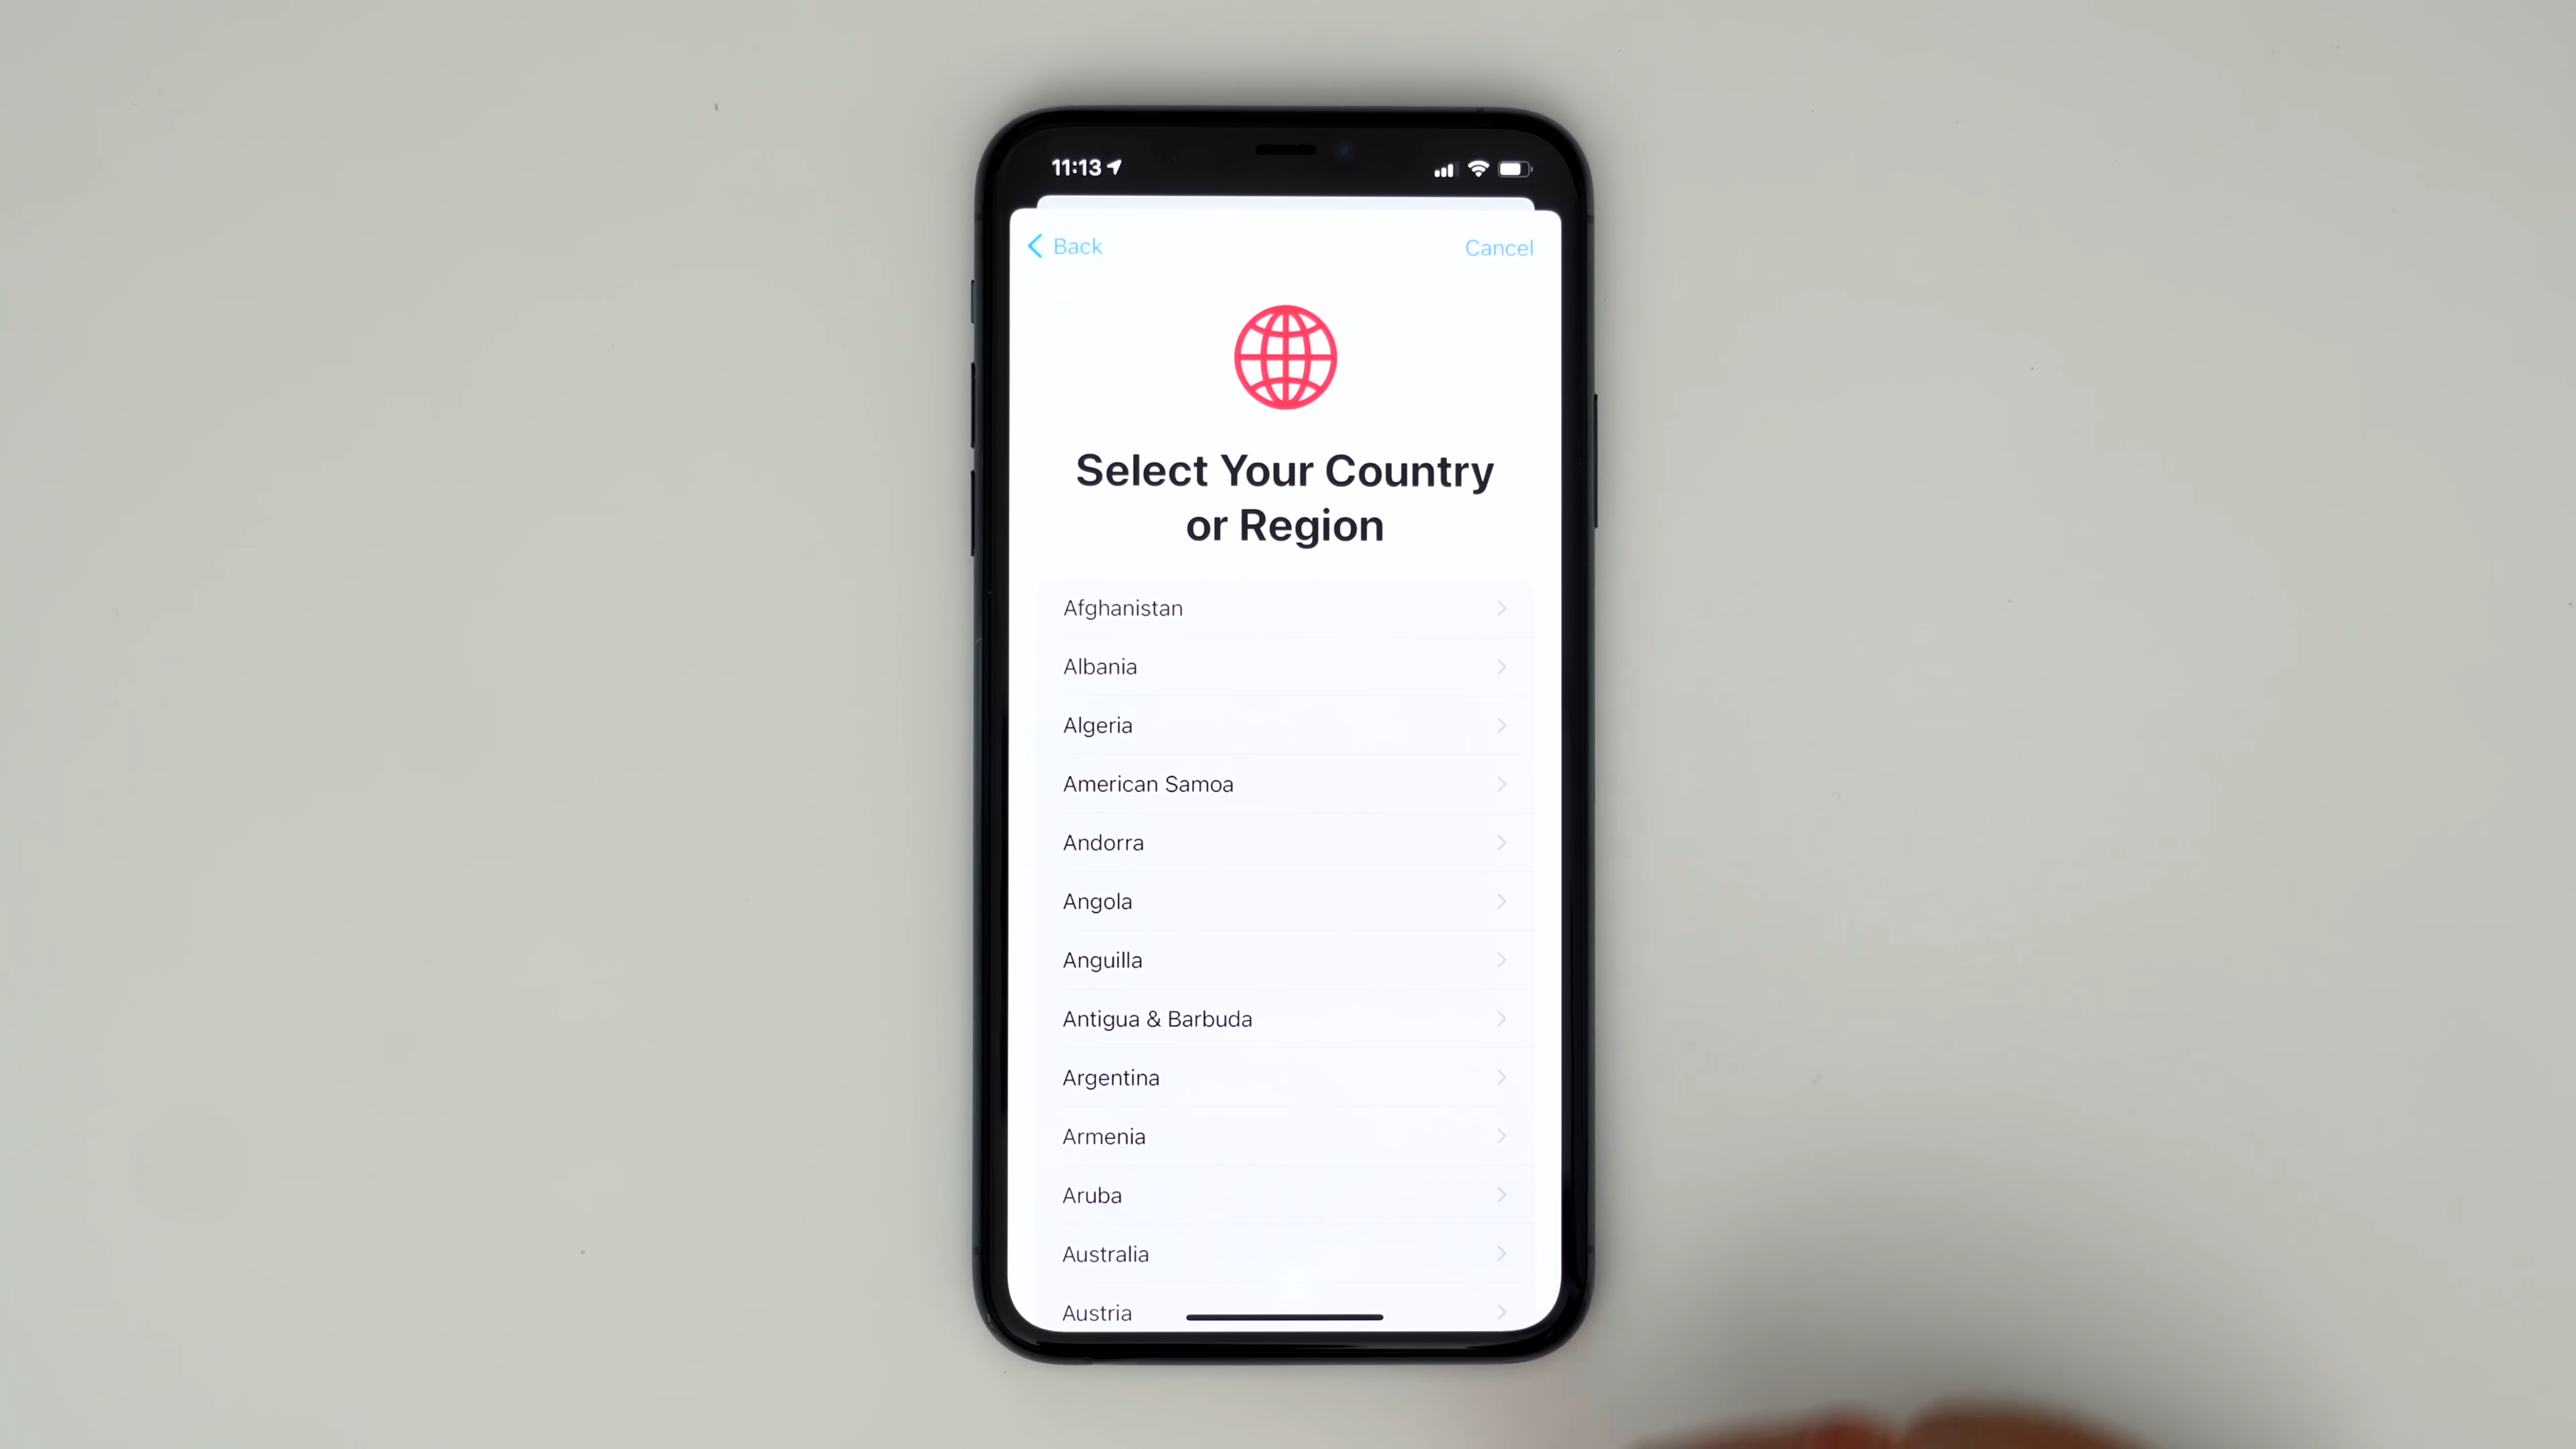 11:13
Back Cancel
Select Your Country
or Region
Afghanistan
Albania
Algeria
American Samoa
Andorra
Angola
Anguilla
Antigua & Barbuda
Argentina
Armenia
Aruba
Australia
Austria